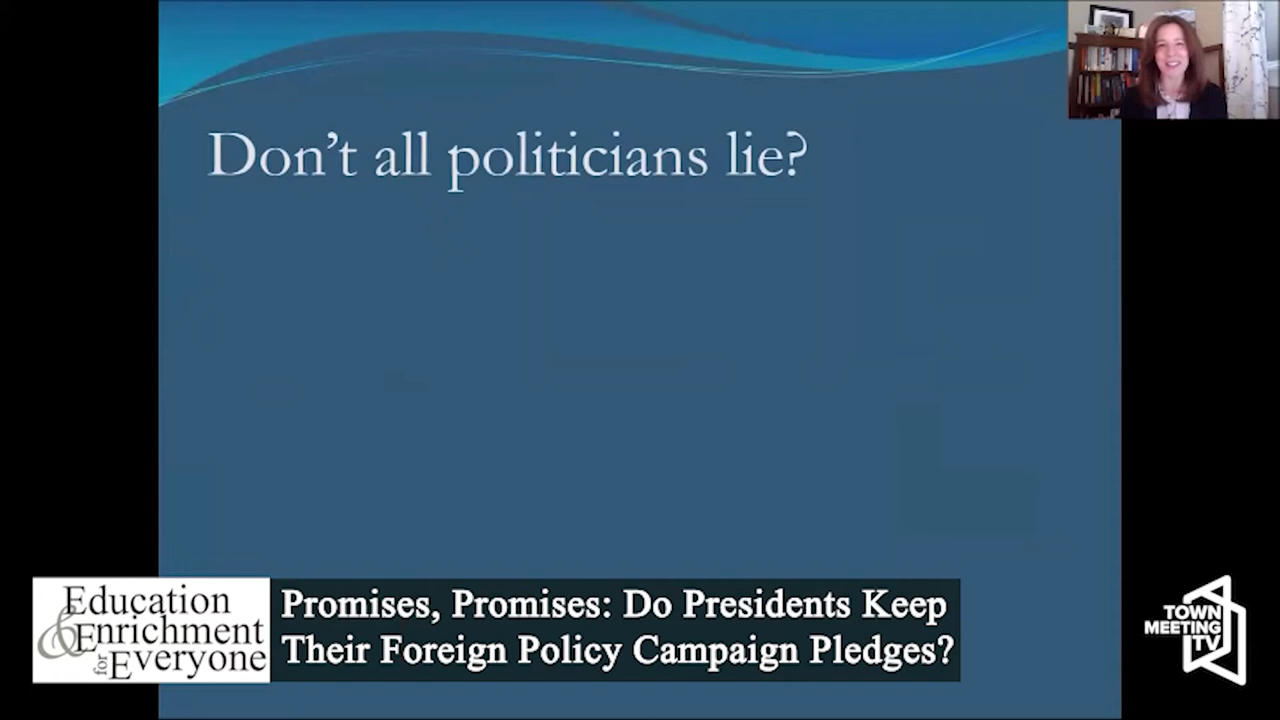 Don't all politicians lie?
Education
& Enrichment
for Everyone
Promises, Promises: Do Presidents Keep
Their Foreign Policy Campaign Pledges?
TOWN
MEETING
TV